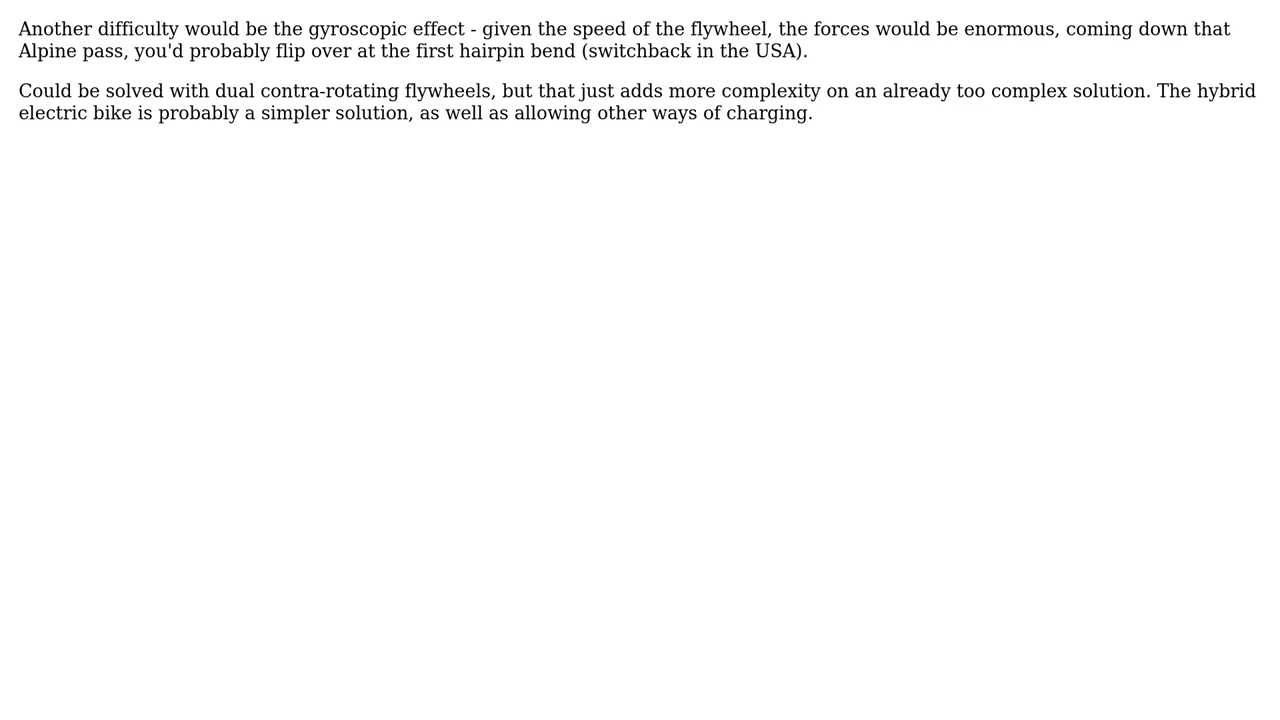 Another difficulty would be the gyroscopic effect - given the speed of the flywheel, the forces would be enormous, coming down that
Alpine pass, you'd probably flip over at the first hairpin bend (switchback in the USA).
Could be solved with dual contra-rotating flywheels, but that just adds more complexity on an already too complex solution. The hybrid
electric bike is probably a simpler solution, as well as allowing other ways of charging.